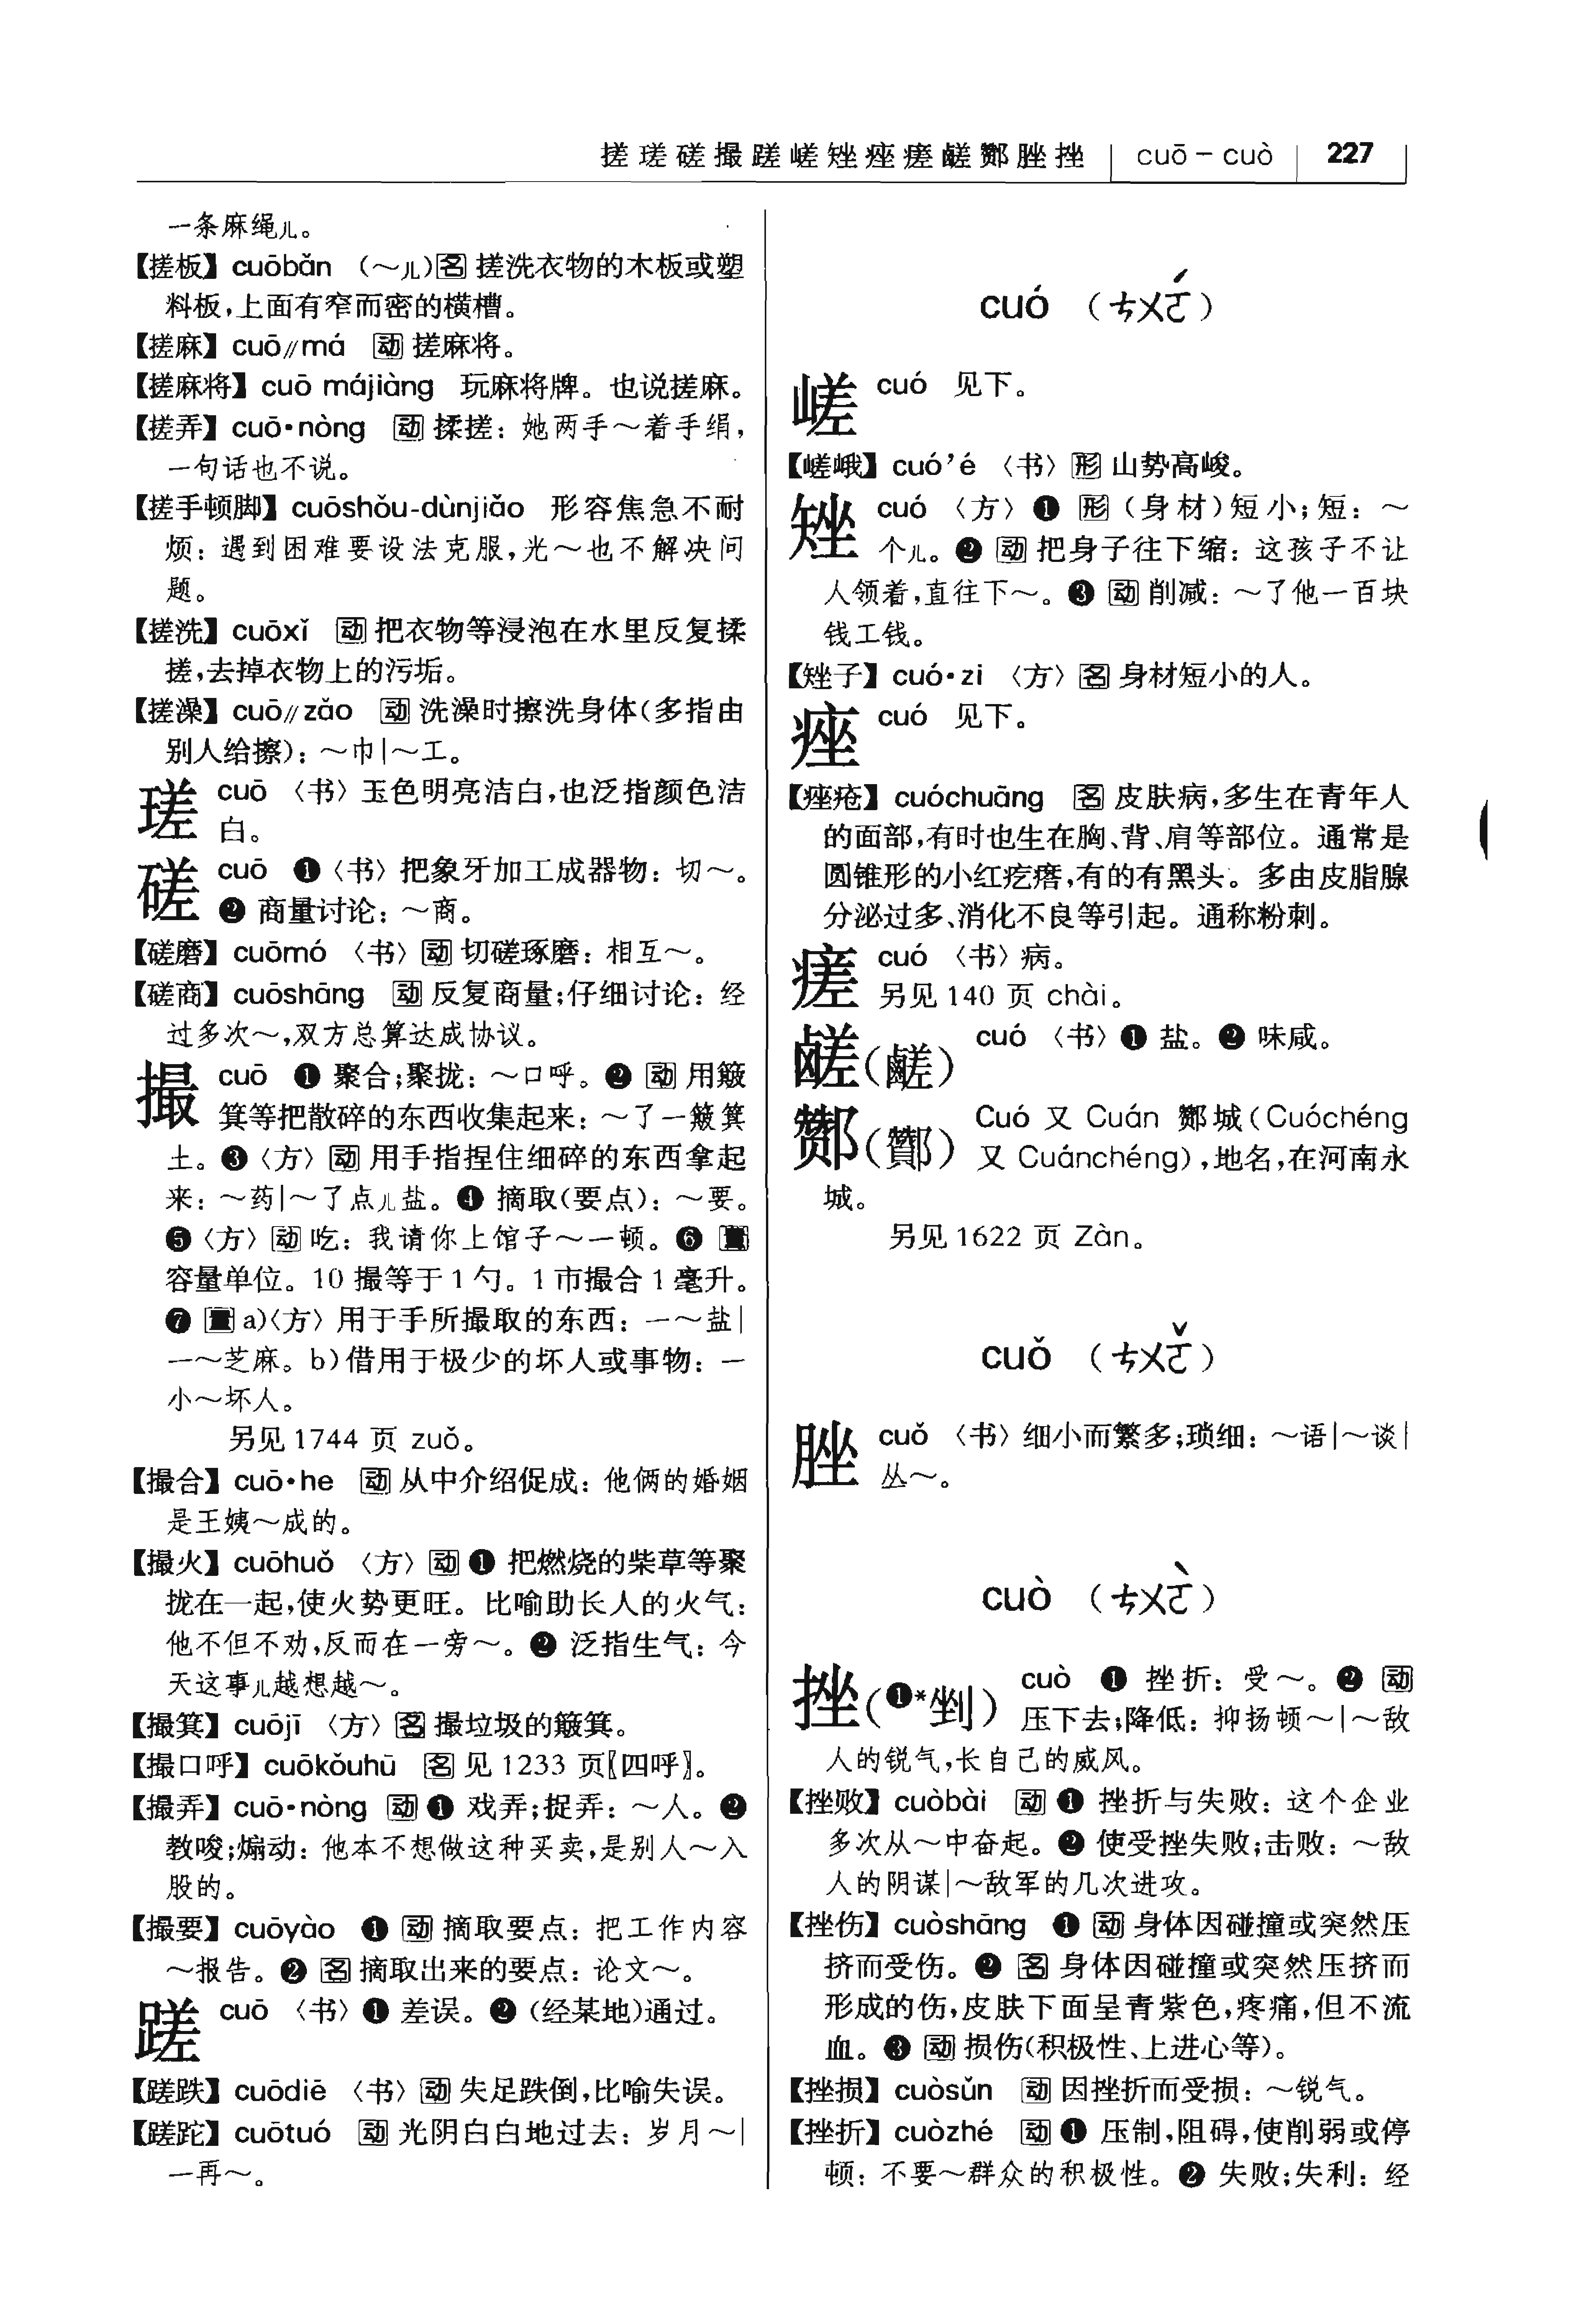 搓 瑳 磋 撮 蹉 嵯 矬 痤 瘥 鹾 酂 脞 挫 cuō – cuò 227
一条麻绳儿。
【搓板】cuōbǎn （～儿）名 搓洗衣物的木板或塑
料板，上面有窄而密的横槽。
【搓麻】cuō∥má 动 搓麻将。
【搓麻将】cuō májiàng 玩麻将牌。也说搓麻。
【搓弄】cuō·nòng 动 揉搓：她两手～着手绢，
一句话也不说。
【搓手顿脚】cuōshǒu-dùnjiǎo 形容焦急不耐
烦：遇到困难要设法克服，光～也不解决问
题。
【搓洗】cuōxǐ 动 把衣物等浸泡在水里反复揉
搓，去掉衣物上的污垢。
【搓澡】cuō∥zǎo 动 洗澡时擦洗身体（多指由
别人给擦）：～巾|～工。
瑳 cuō 〈书〉玉色明亮洁白，也泛指颜色洁
白。
磋 cuō ❶〈书〉把象牙加工成器物：切～。
❷ 商量讨论：～商。
【磋磨】cuōmó 〈书〉动 切磋琢磨：相互～。
【磋商】cuōshāng 动 反复商量；仔细讨论：经
过多次～，双方总算达成协议。
撮 cuō ❶ 聚合；聚拢：～口呼。❷ 动 用簸
箕等把散碎的东西收集起来：～了一簸箕
土。❸〈方〉动 用手指捏住细碎的东西拿起
来：～药|～了点儿盐。❹ 摘取（要点）：～要。
❺〈方〉动 吃：我请你上馆子～一顿。❻ 量
容量单位。10 撮等于 1 勺。1 市撮合 1 毫升。
❼ 量 a)〈方〉用于手所撮取的东西：一～盐|
一～芝麻。b)借用于极少的坏人或事物：一
小～坏人。
另见 1744 页 zuǒ。
【撮合】cuō·he 动 从中介绍促成：他俩的婚姻
是王姨～成的。
【撮火】cuōhuǒ 〈方〉动 ❶ 把燃烧的柴草等聚
拢在一起，使火势更旺。比喻助长人的火气：
他不但不劝，反而在一旁～。❷ 泛指生气：今
天这事儿越想越～。
【撮箕】cuōjī 〈方〉名 撮垃圾的簸箕。
【撮口呼】cuōkǒuhū 名 见 1233 页〖四呼〗。
【撮弄】cuō·nòng 动 ❶ 戏弄；捉弄：～人。❷
教唆；煽动：他本不想做这种买卖，是别人～入
股的。
【撮要】cuōyào ❶ 动 摘取要点：把工作内容
～报告。❷ 名 摘取出来的要点：论文～。
蹉 cuō 〈书〉❶ 差误。❷（经某地）通过。
【蹉跌】cuōdiē 〈书〉动 失足跌倒，比喻失误。
【蹉跎】cuōtuó 动 光阴白白地过去：岁月～|
一再～。
cuó （ㄘㄨㄛˊ）
嵯 cuó 见下。
【嵯峨】cuó’é 〈书〉形 山势高峻。
矬 cuó 〈方〉❶ 形（身材）短小；短：～
个儿。❷ 动 把身子往下缩：这孩子不让
人领着，直往下～。❸ 动 削减：～了他一百块
钱工钱。
【矬子】cuó·zi 〈方〉名 身材短小的人。
痤 cuó 见下。
【痤疮】cuóchuāng 名 皮肤病，多生在青年人
的面部，有时也生在胸、背、肩等部位。通常是
圆锥形的小红疙瘩，有的有黑头。多由皮脂腺
分泌过多、消化不良等引起。通称粉刺。
瘥 cuó 〈书〉病。
另见 140 页 chài。
鹾（鹺） cuó 〈书〉❶ 盐。❷ 味咸。
酂（酇） Cuó 又 Cuán 酂城（Cuóchéng
又 Cuánchéng），地名，在河南永
城。
另见 1622 页 Zàn。
cuǒ （ㄘㄨㄛˇ）
脞 cuǒ 〈书〉细小而繁多；琐细：～语|～谈|
丛～。
cuò （ㄘㄨㄛˋ）
挫（❶*剉） cuò ❶ 挫折：受～。❷ 动
压下去；降低：抑扬顿～|～敌
人的锐气，长自己的威风。
【挫败】cuòbài 动 ❶ 挫折与失败：这个企业
多次从～中奋起。❷ 使受挫失败；击败：～敌
人的阴谋|～敌军的几次进攻。
【挫伤】cuòshāng ❶ 动 身体因碰撞或突然压
挤而受伤。❷ 名 身体因碰撞或突然压挤而
形成的伤，皮肤下面呈青紫色，疼痛，但不流
血。❸ 动 损伤（积极性、上进心等）。
【挫损】cuòsǔn 动 因挫折而受损：～锐气。
【挫折】cuòzhé 动 ❶ 压制，阻碍，使削弱或停
顿：不要～群众的积极性。❷ 失败；失利：经